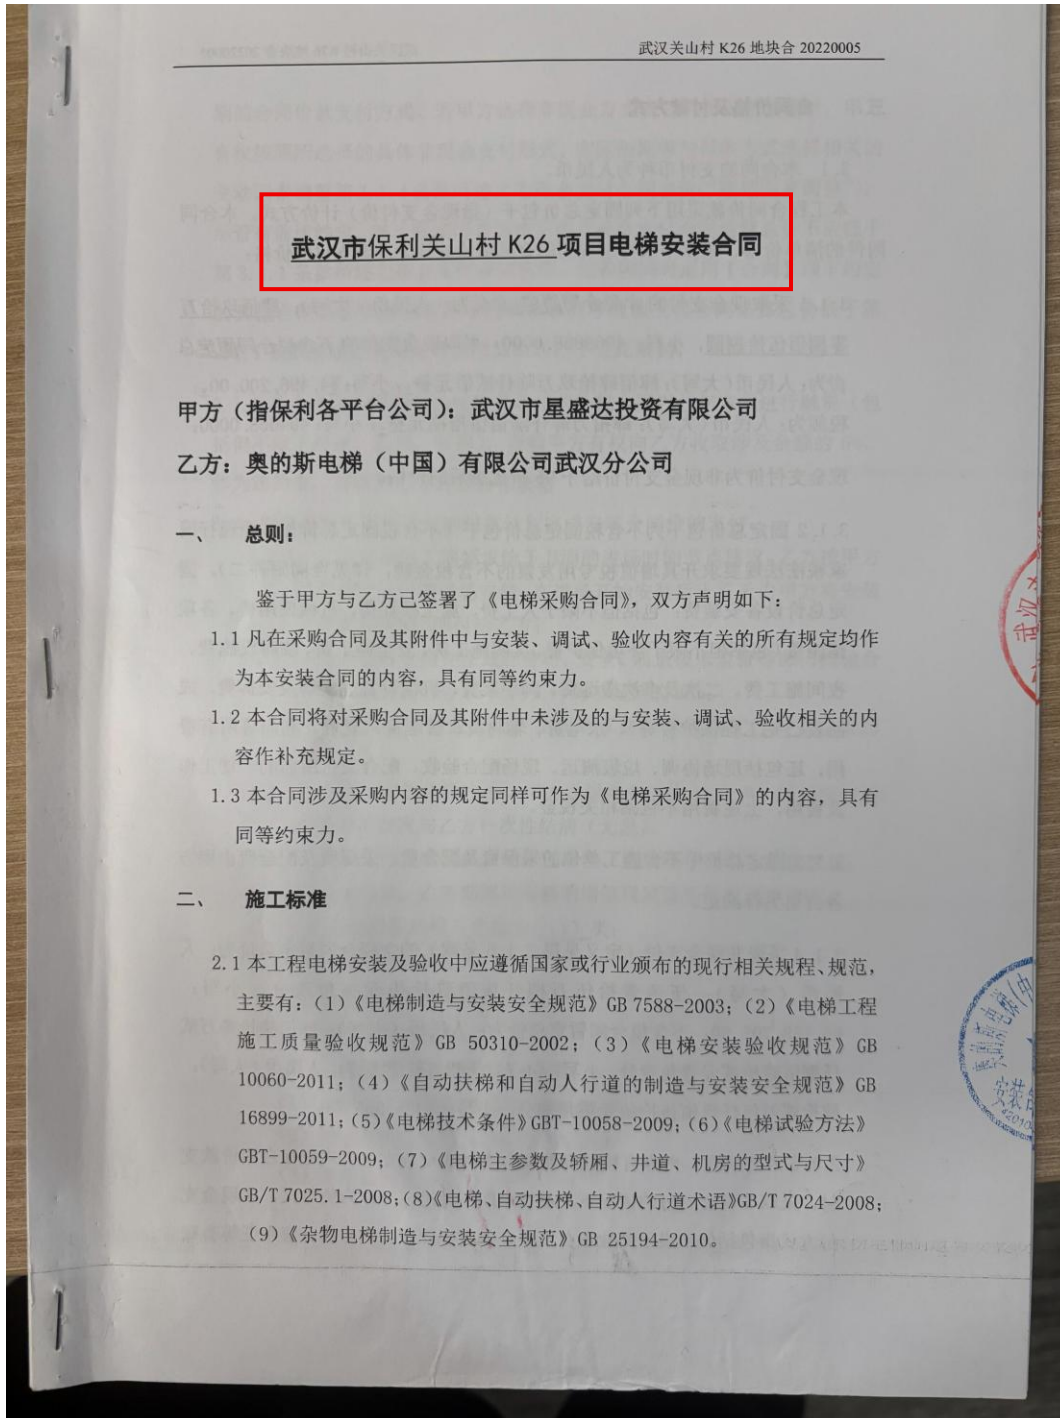 武汉关山村 K26 地块合 20220005
武汉市保利关山村 K26 项目电梯安装合同
甲方（指保利各平台公司）：武汉市星盛达投资有限公司
乙方：奥的斯电梯（中国）有限公司武汉分公司
一、 总则：
鉴于甲方与乙方已签署了《电梯采购合同》，双方声明如下：
1.1 凡在采购合同及其附件中与安装、调试、验收内容有关的所有规定均作
为本安装合同的内容，具有同等约束力。
1.2 本合同将对采购合同及其附件中未涉及的与安装、调试、验收相关的内
容作补充规定。
1.3 本合同涉及采购内容的规定同样可作为《电梯采购合同》的内容，具有
同等约束力。
二、 施工标准
2.1 本工程电梯安装及验收中应遵循国家或行业颁布的现行相关规程、规范，
主要有：（1）《电梯制造与安装安全规范》GB 7588-2003；（2）《电梯工程
施工质量验收规范》GB 50310-2002；（3）《电梯安装验收规范》GB
10060-2011；（4）《自动扶梯和自动人行道的制造与安装安全规范》GB
16899-2011；（5）《电梯技术条件》GBT-10058-2009；（6）《电梯试验方法》
GBT-10059-2009；（7）《电梯主参数及轿厢、井道、机房的型式与尺寸》
GB/T 7025.1-2008；（8）《电梯、自动扶梯、自动人行道术语》GB/T 7024-2008；
（9）《杂物电梯制造与安装安全规范》GB 25194-2010。
武汉
奥的斯电梯（中
安装